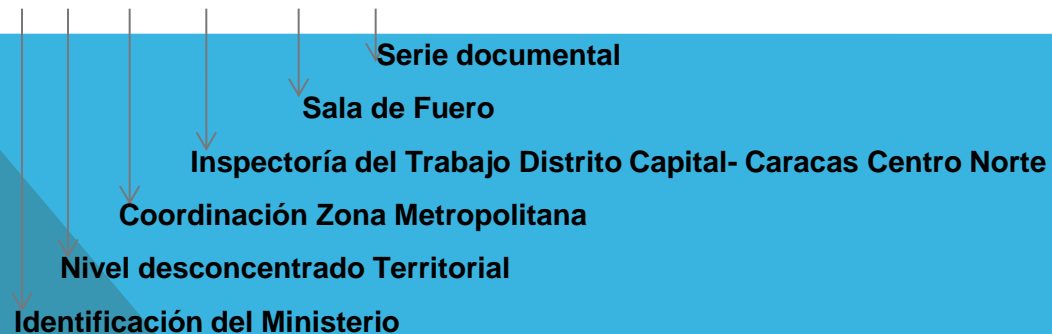 Serie documental
Sala de Fuero
Inspectoría del Trabajo Distrito Capital- Caracas Centro Norte
Coordinación Zona Metropolitana
Nivel desconcentrado Territorial
Identificación del Ministerio